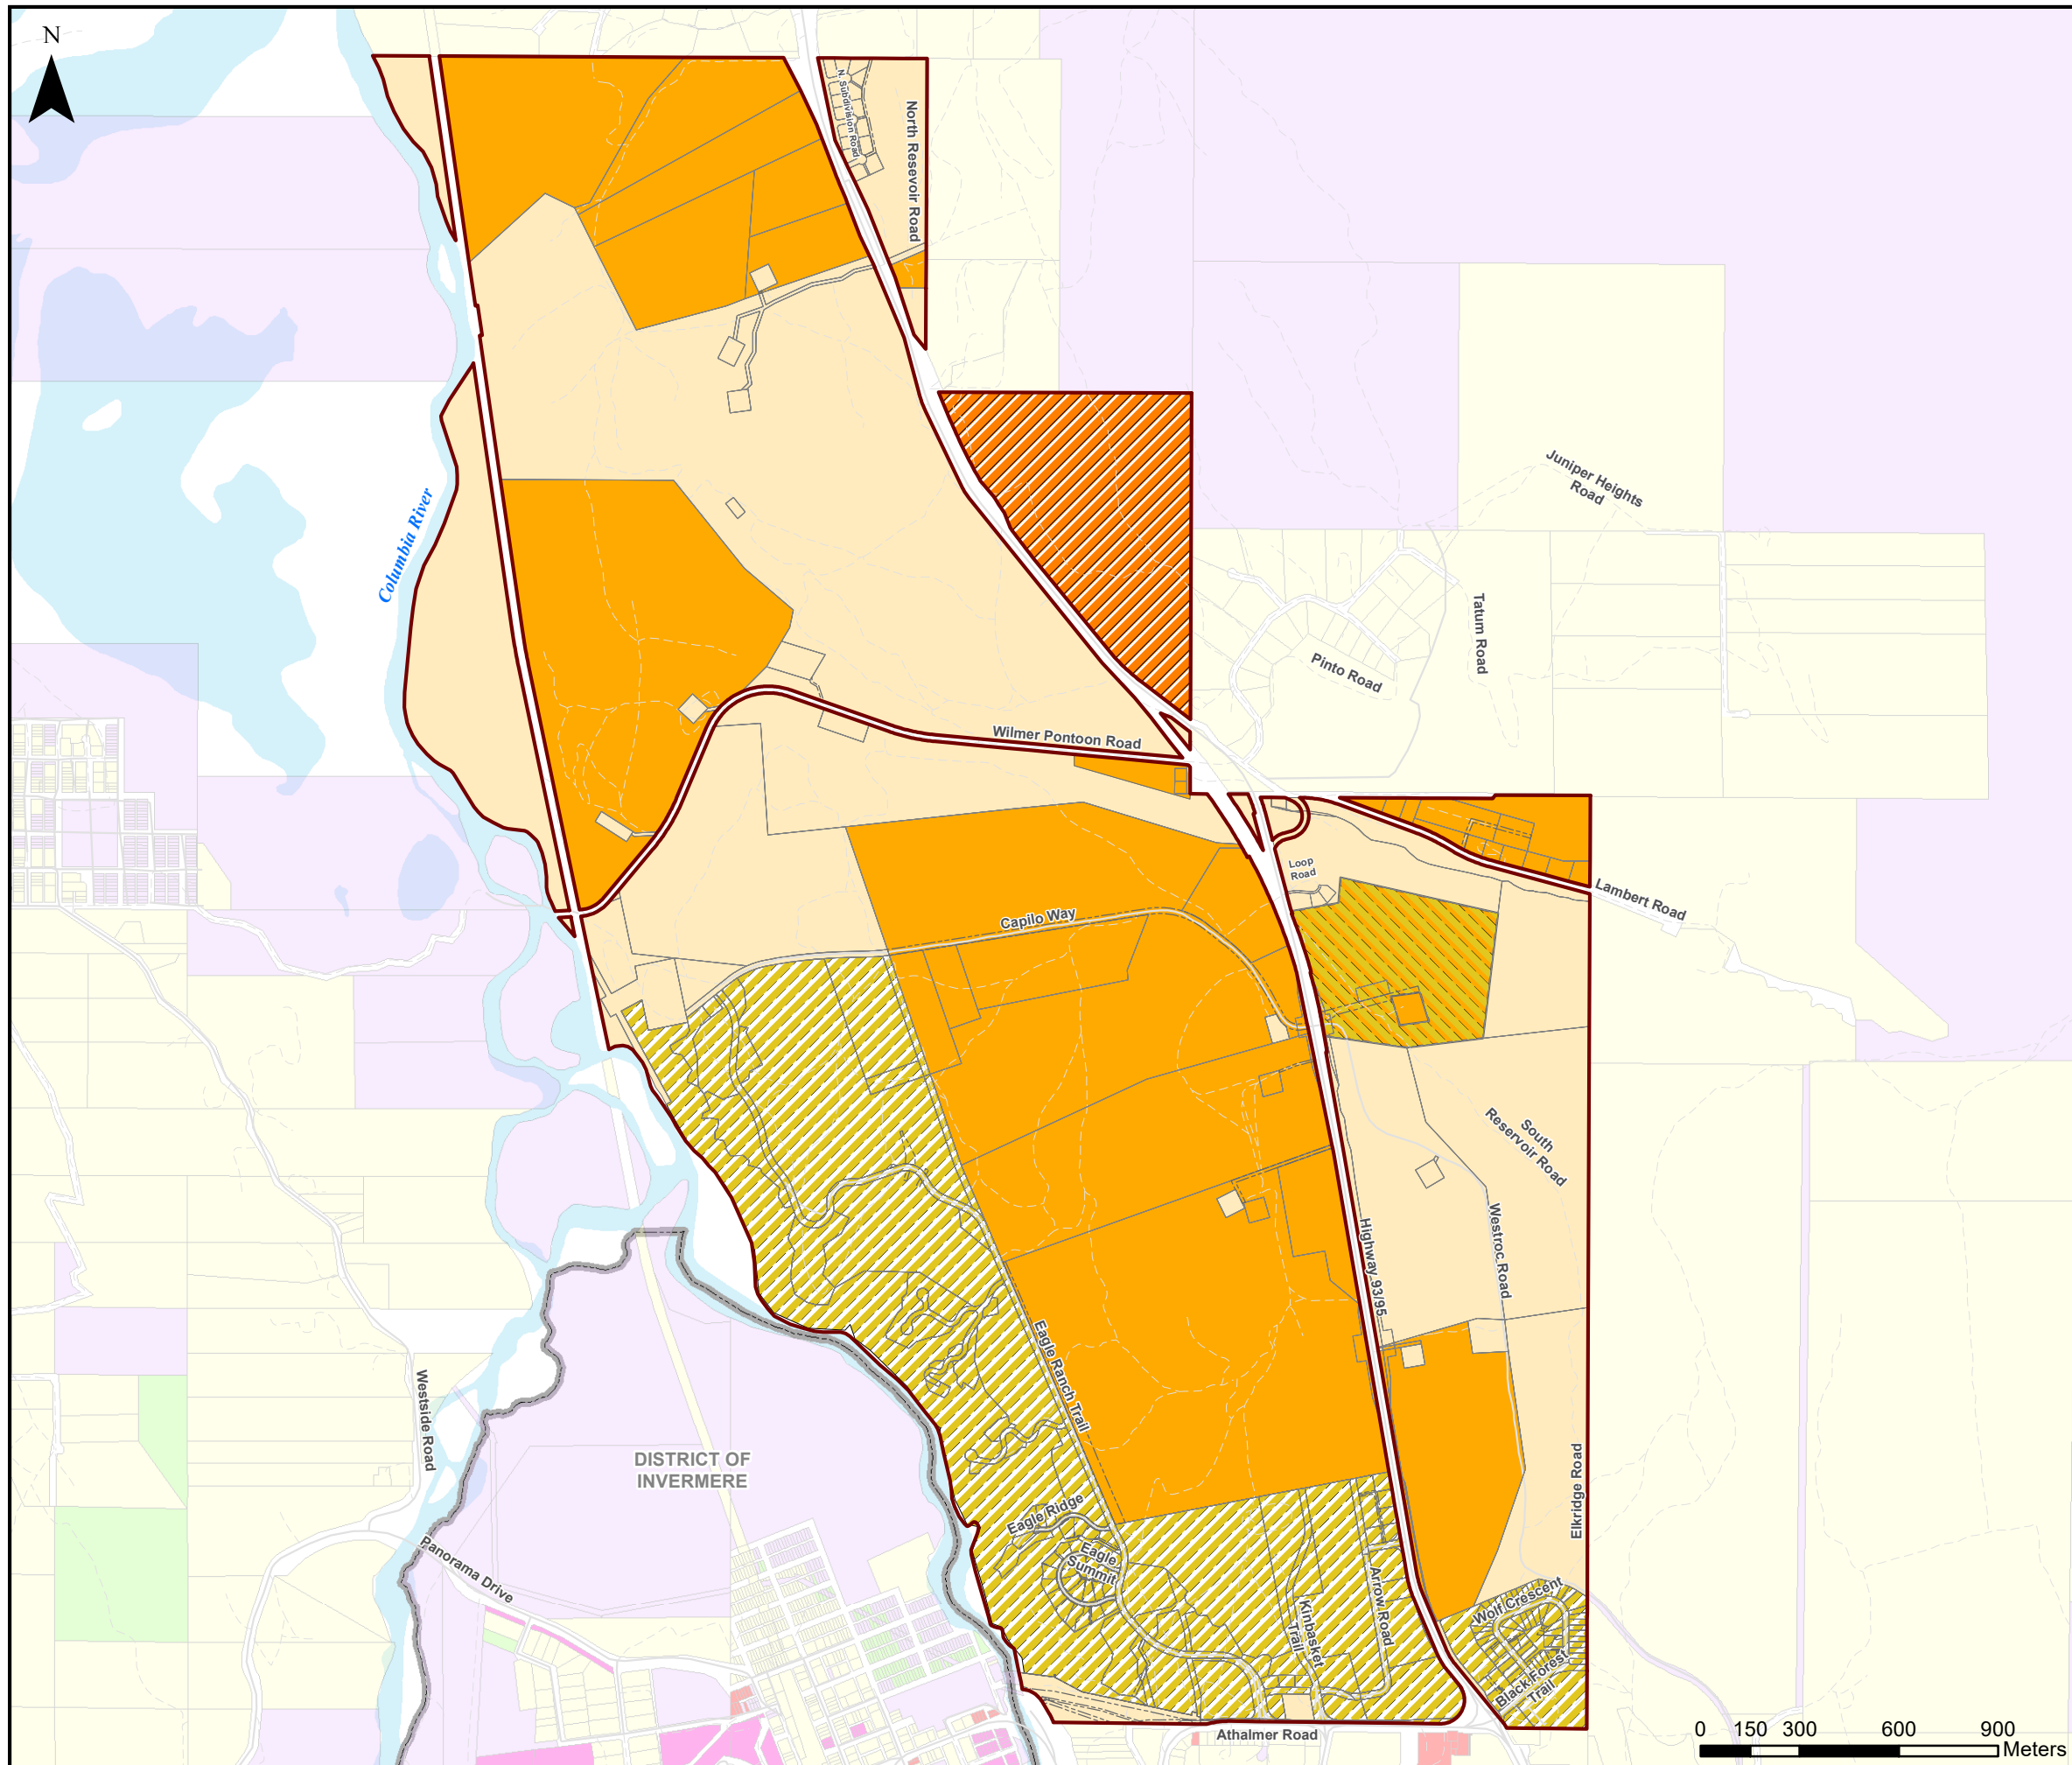 N
N. Subdivision Road
North Resevoir Road
Columbia River
Juniper Heights
Road
Tatum Road
Pinto Road
Wilmer Pontoon Road
Loop
Road
Lambert Road
Capilo Way
South
Reservoir Road
Westroc Road
Highway 93/95
Eagle Ranch Trail
Westside Road
DISTRICT OF
INVERMERE
Elkridge Road
Eagle Ridge
Eagle
Summit
Panorama Drive
Arrow Road
Kinbasket
Trail
Wolf Crescent
Black Forest
Trail
Athalmer Road
0 150 300 600 900
Meters